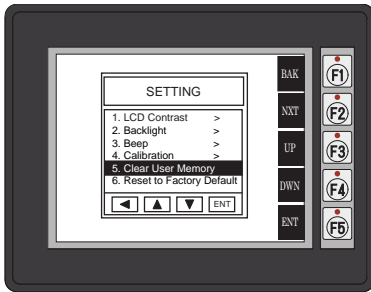 SETTING
1. LCD Contrast >
2. Backlight >
3. Beep >
4. Calibration >
5. Clear User Memory
6. Reset to Factory Default
ENT
BAK
NXT
UP
DWN
ENT
F1
F2
F3
F4
F5